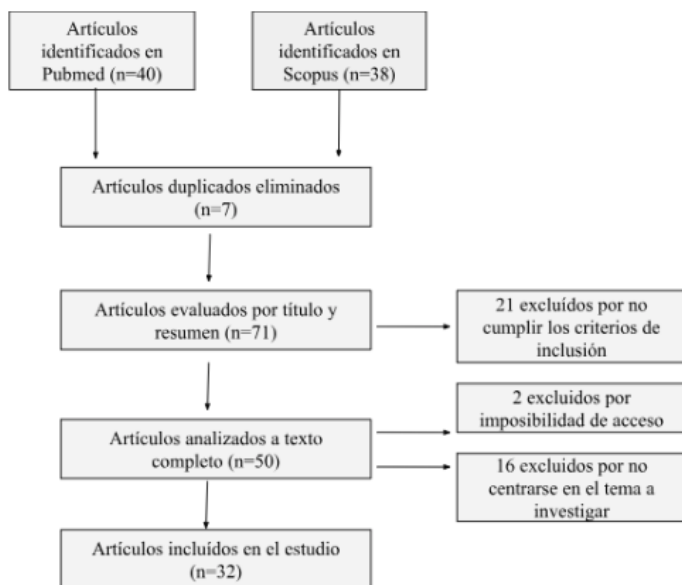 Artículos
identificados en
Pubmed (n=40)
Artículos
identificados en
Scopus (n=38)
Artículos duplicados eliminados
(n=7)
Artículos evaluados por título y
resumen (n=71)
21 excluídos por no
cumplir los criterios de
inclusión
2 excluidos por
imposibilidad de acceso
Artículos analizados a texto
completo (n=50)
16 excluidos por no
centrarse en el tema a
investigar
Artículos incluídos en el estudio
(n=32)